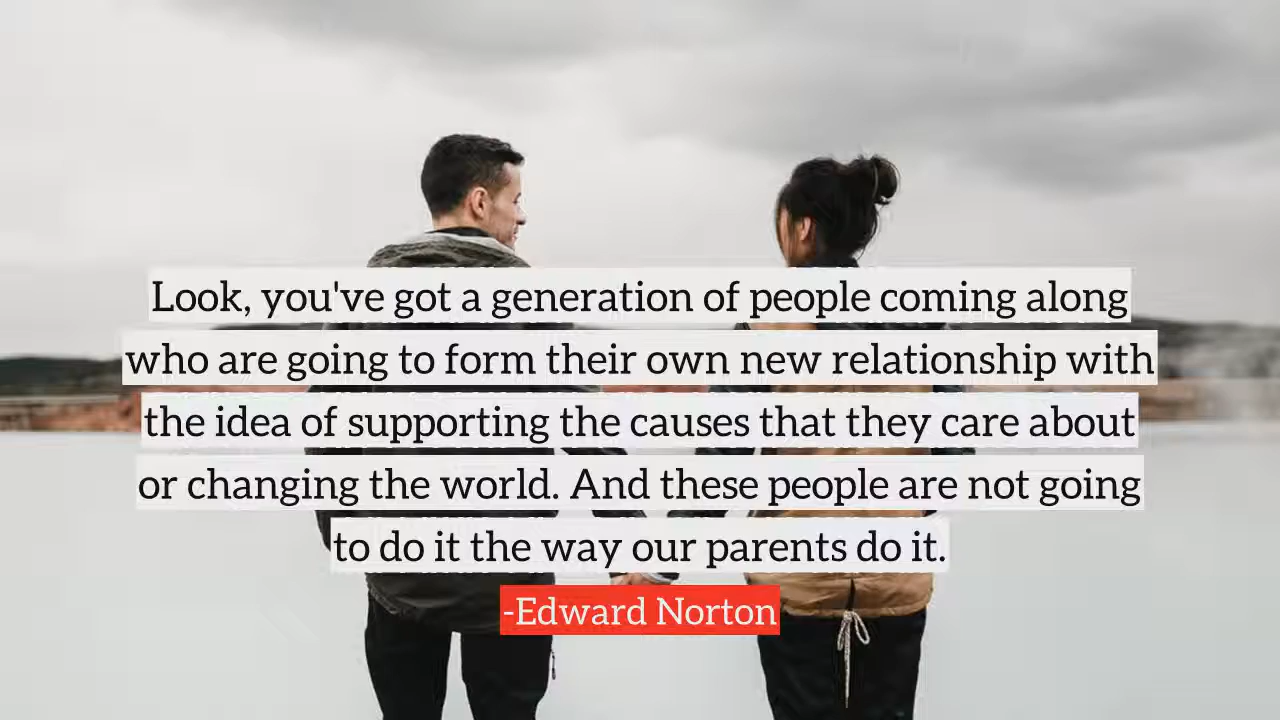 Look, you've got a generation of people coming along
who are going to form their own new relationship with
the idea of supporting the causes that they care about
or changing the world. And these people are not going
to do it the way our parents do it.
-Edward Norton